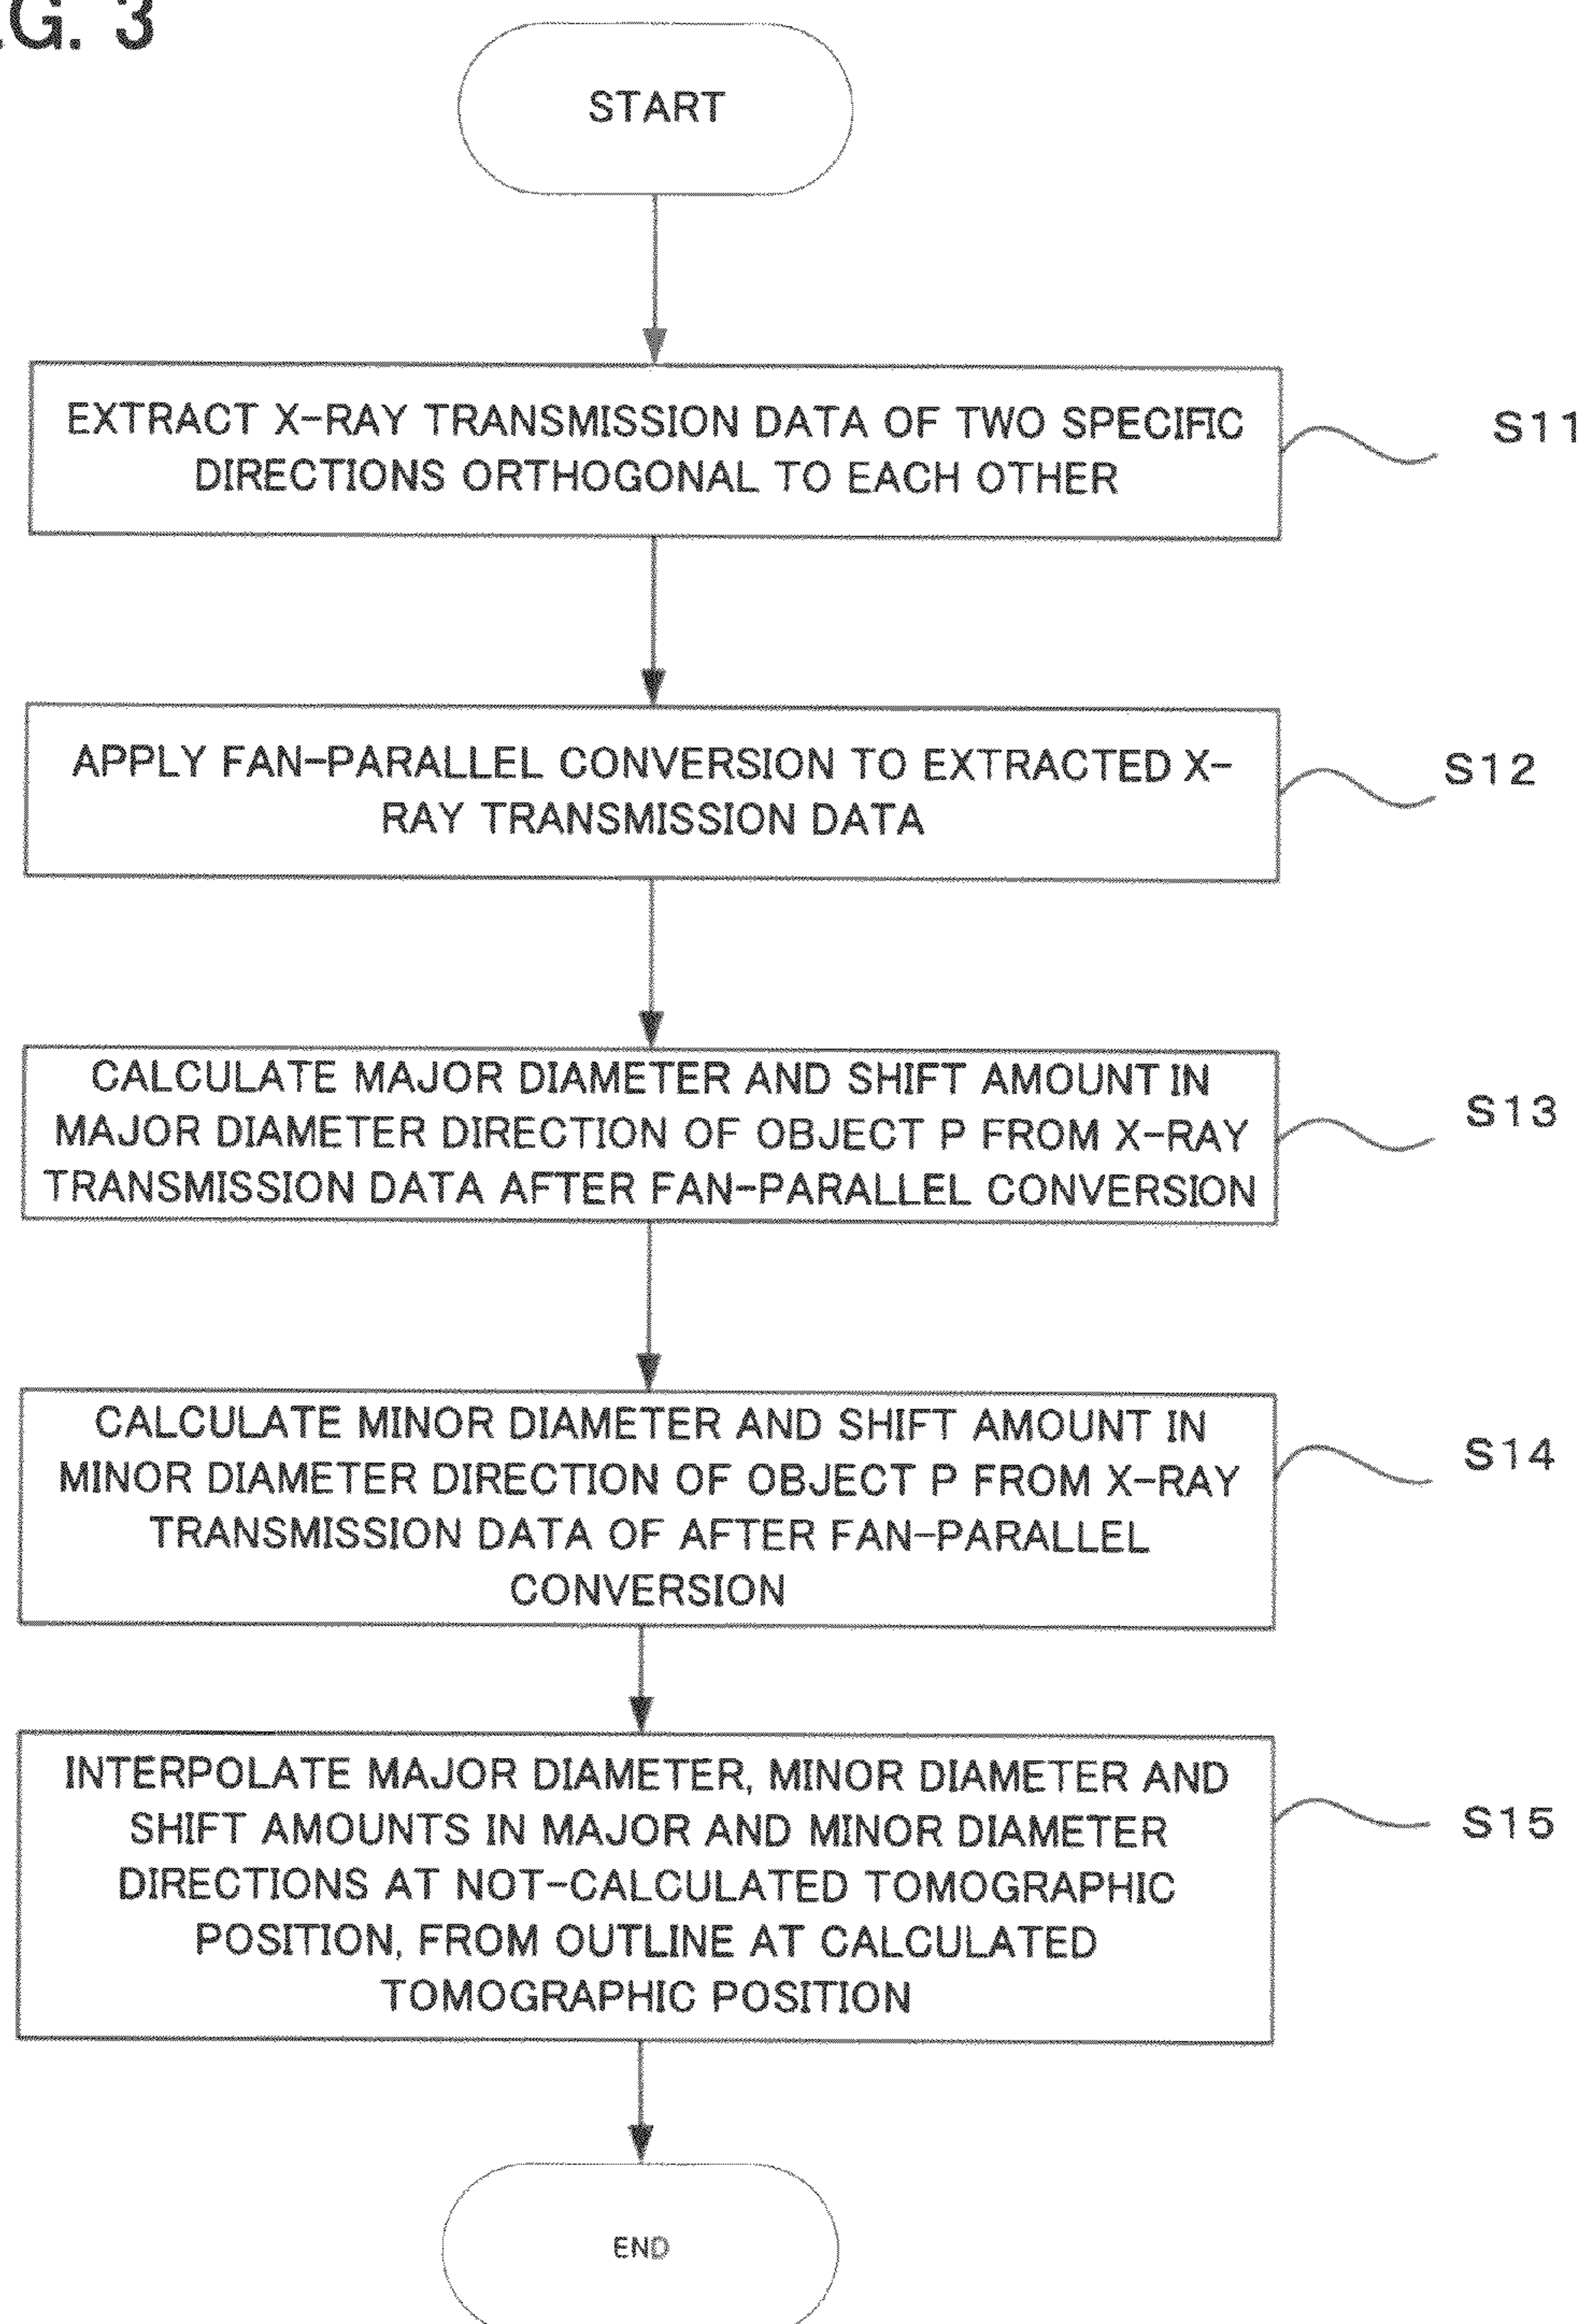 G. 3
START
EXTRACT X-RAY TRANSMISSION DATA OF TWO SPECIFIC
DIRECTIONS ORTHOGONAL TO EACH OTHER
S11
APPLY FAN-PARALLEL CONVERSION TO EXTRACTED X-
RAY TRANSMISSION DATA
S12
CALCULATE MAJOR DIAMETER AND SHIFT AMOUNT IN
MAJOR DIAMETER DIRECTION OF OBJECT P FROM X-RAY
TRANSMISSION DATA AFTER FAN-PARALLEL CONVERSION
S13
CALCULATE MINOR DIAMETER AND SHIFT AMOUNT IN
MINOR DIAMETER DIRECTION OF OBJECT P FROM X-RAY
TRANSMISSION DATA OF AFTER FAN-PARALLEL
CONVERSION
S14
INTERPOLATE MAJOR DIAMETER, MINOR DIAMETER AND
SHIFT AMOUNTS IN MAJOR AND MINOR DIAMETER
DIRECTIONS AT NOT-CALCULATED TOMOGRAPHIC
POSITION, FROM OUTLINE AT CALCULATED
TOMOGRAPHIC POSITION
S15
END